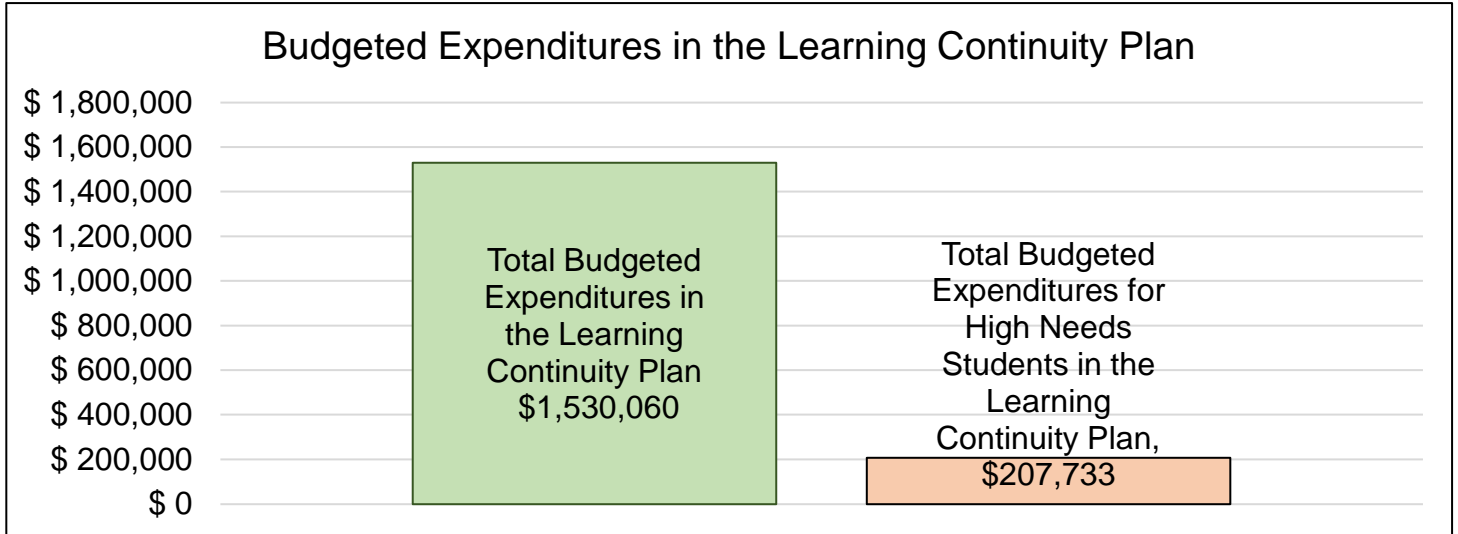 Budgeted Expenditures in the Learning Continuity Plan
$ 1,800,000
$ 1,600,000
$ 1,400,000
$ 1,200,000
$ 1,000,000
$ 800,000
$ 600,000
$ 400,000
$ 200,000
$ 0
Total Budgeted
Expenditures in
the Learning
Continuity Plan
$1,530,060
Total Budgeted
Expenditures for
High Needs
Students in the
Learning
Continuity Plan,
$207,733